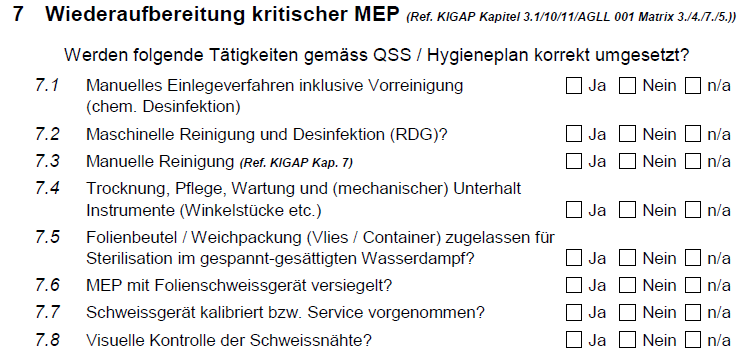 7 Wiederaufbereitung kritischer MEP (Ref. KIGAP Kapitel 3.1/10/11/AGLL 001 Matrix 3./4./7./5.))
Werden folgende Tätigkeiten gemäss QSS / Hygieneplan korrekt umgesetzt?
7.1 Manuelles Einlegeverfahren inklusive Vorreinigung ☐ Ja ☐ Nein ☐ n/a
(chem. Desinfektion)
7.2 Maschinelle Reinigung und Desinfektion (RDG)? ☐ Ja ☐ Nein ☐ n/a
7.3 Manuelle Reinigung (Ref. KIGAP Kap. 7) ☐ Ja ☐ Nein ☐ n/a
7.4 Trocknung, Pflege, Wartung und (mechanischer) Unterhalt
Instrumente (Winkelstücke etc.) ☐ Ja ☐ Nein ☐ n/a
7.5 Folienbeutel / Weichpackung (Vlies / Container) zugelassen für
Sterilisation im gespannt-gesättigten Wasserdampf? ☐ Ja ☐ Nein ☐ n/a
7.6 MEP mit Folienschweissgerät versiegelt? ☐ Ja ☐ Nein ☐ n/a
7.7 Schweissgerät kalibriert bzw. Service vorgenommen? ☐ Ja ☐ Nein ☐ n/a
7.8 Visuelle Kontrolle der Schweissnähte? ☐ Ja ☐ Nein ☐ n/a